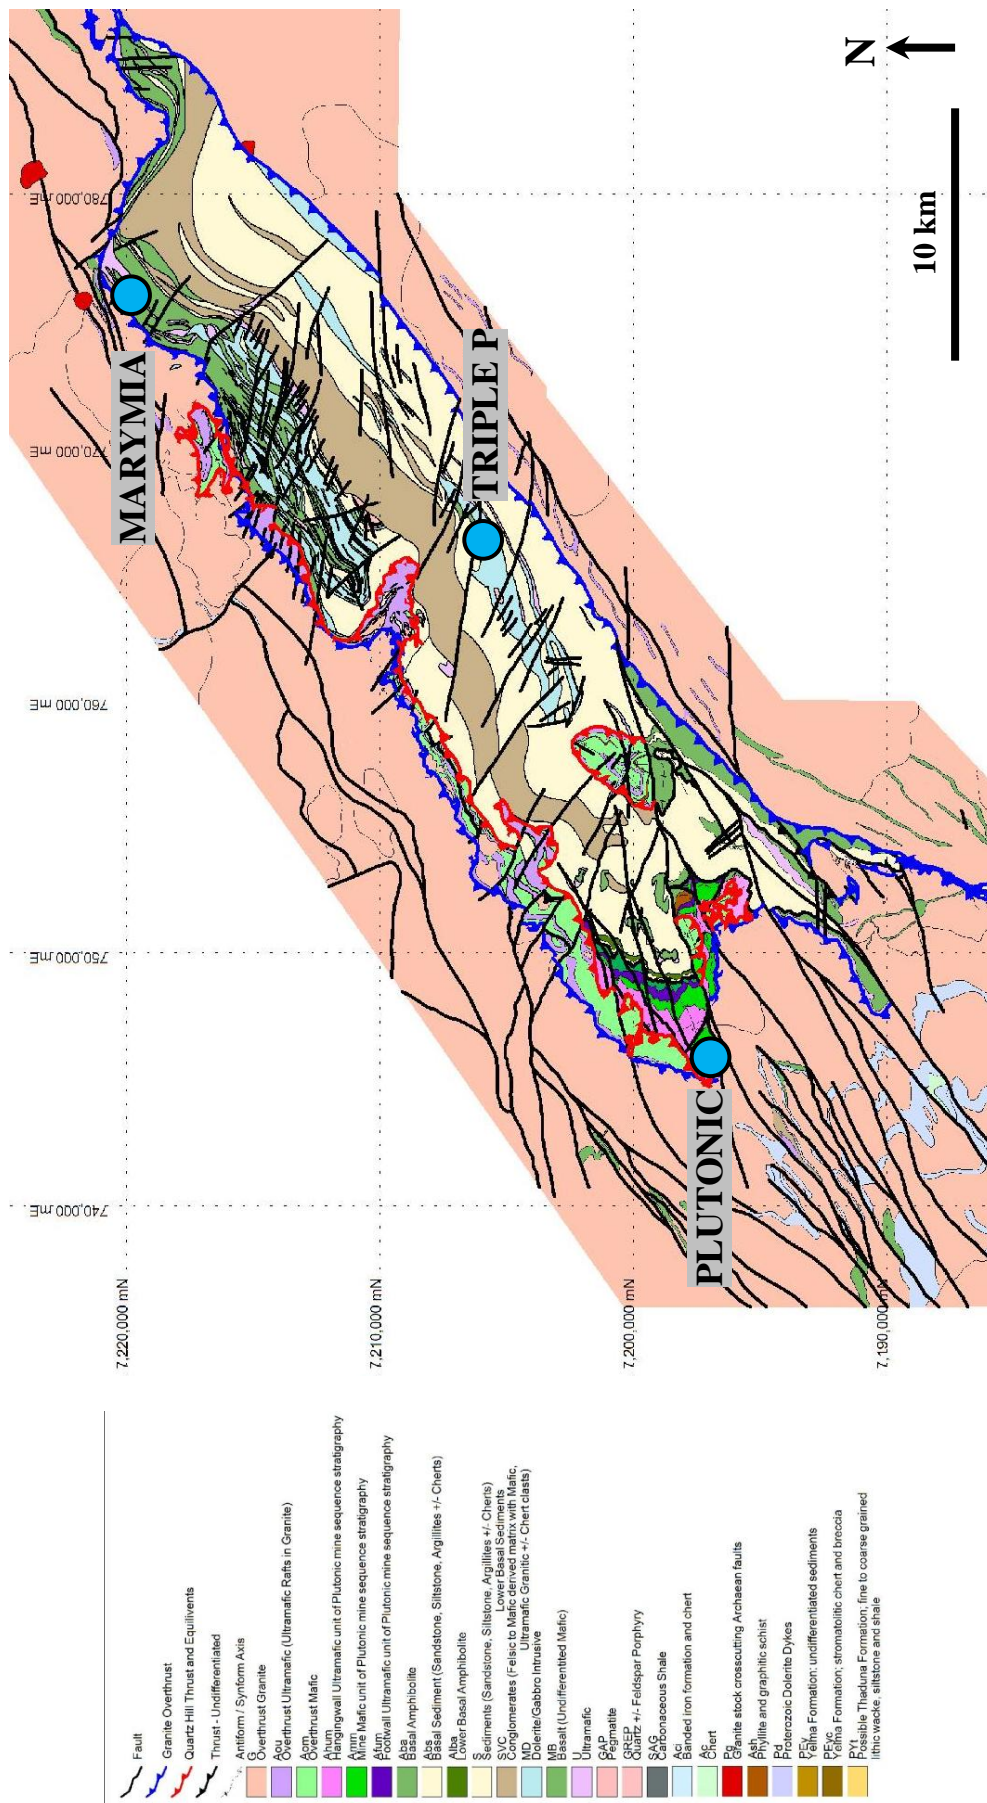 780,000 mE
770,000 mE
760,000 mE
750,000 mE
740,000 mE
7,220,000 mN
7,210,000 mN
7,200,000 mN
7,190,000 mN
MARYMIA
TRIPLE P
PLUTONIC
N
10 km
Fault
Granite Overthrust
Quartz Hill Thrust and Equilivents
Thrust - Undifferentiated
Antiform / Synform Axis
Overthrust Granite
Aou
Overthrust Ultramafic (Ultramafic Rafts in Granite)
Aom
Overthrust Mafic
Ahum
Hangingwall Ultramafic unit of Plutonic mine sequence stratigraphy
Amm
Mine Mafic unit of Plutonic mine sequence stratigraphy
Afum
Footwall Ultramafic unit of Plutonic mine sequence stratigraphy
Aba
Basal Amphibolite
Abs
Basal Sediment (Sandstone, Siltstone, Argillites +/- Cherts)
Alba
Lower Basal Amphibolite
S
Sediments (Sandstone, Siltstone, Argillites +/- Cherts)
SVC
Lower Basal Sediments
Conglomerates (Felsic to Mafic derived matrix with Mafic,
MD
Ultramafic Granitic +/- Chert clasts)
Dolerite/Gabbro Intrusive
MB
Basalt (Undifferentited Mafic)
U
Ultramafic
GAP
Pegmatite
GREP
Quartz +/- Feldspar Porphyry
SAG
Carbonaceous Shale
Aci
Banded iron formation and chert
Ac
Chert
Pg
Granite stock crosscutting Archaean faults
Ash
Phyllite and graphitic schist
Pd
Proterozoic Dolerite Dykes
PEy
Yelma Formation: undifferentiated sediments
PEyc
Yelma Formation; stromatolitic chert and breccia
PYt
Possible Thaduna Formation; fine to coarse grained
lithic wacke, siltstone and shale